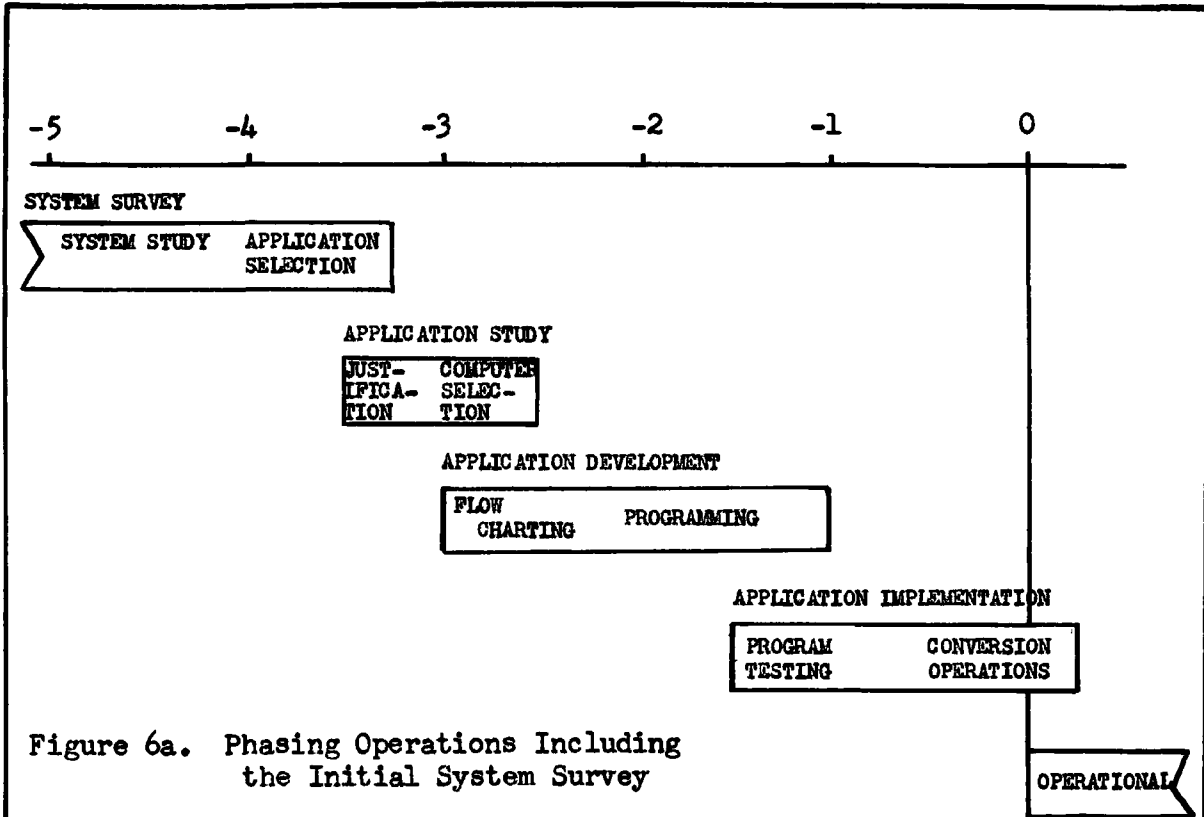 -5 -4 -3 -2 -1 0
SYSTEM SURVEY
SYSTEM STUDY APPLICATION
SELECTION
APPLICATION STUDY
JUST- COMPUTER
IFICA- SELEC-
TION TION
APPLICATION DEVELOPMENT
FLOW
CHARTING PROGRAMMING
APPLICATION IMPLEMENTATION
PROGRAM CONVERSION
TESTING OPERATIONS
Figure 6a. Phasing Operations Including
the Initial System Survey
OPERATIONAL